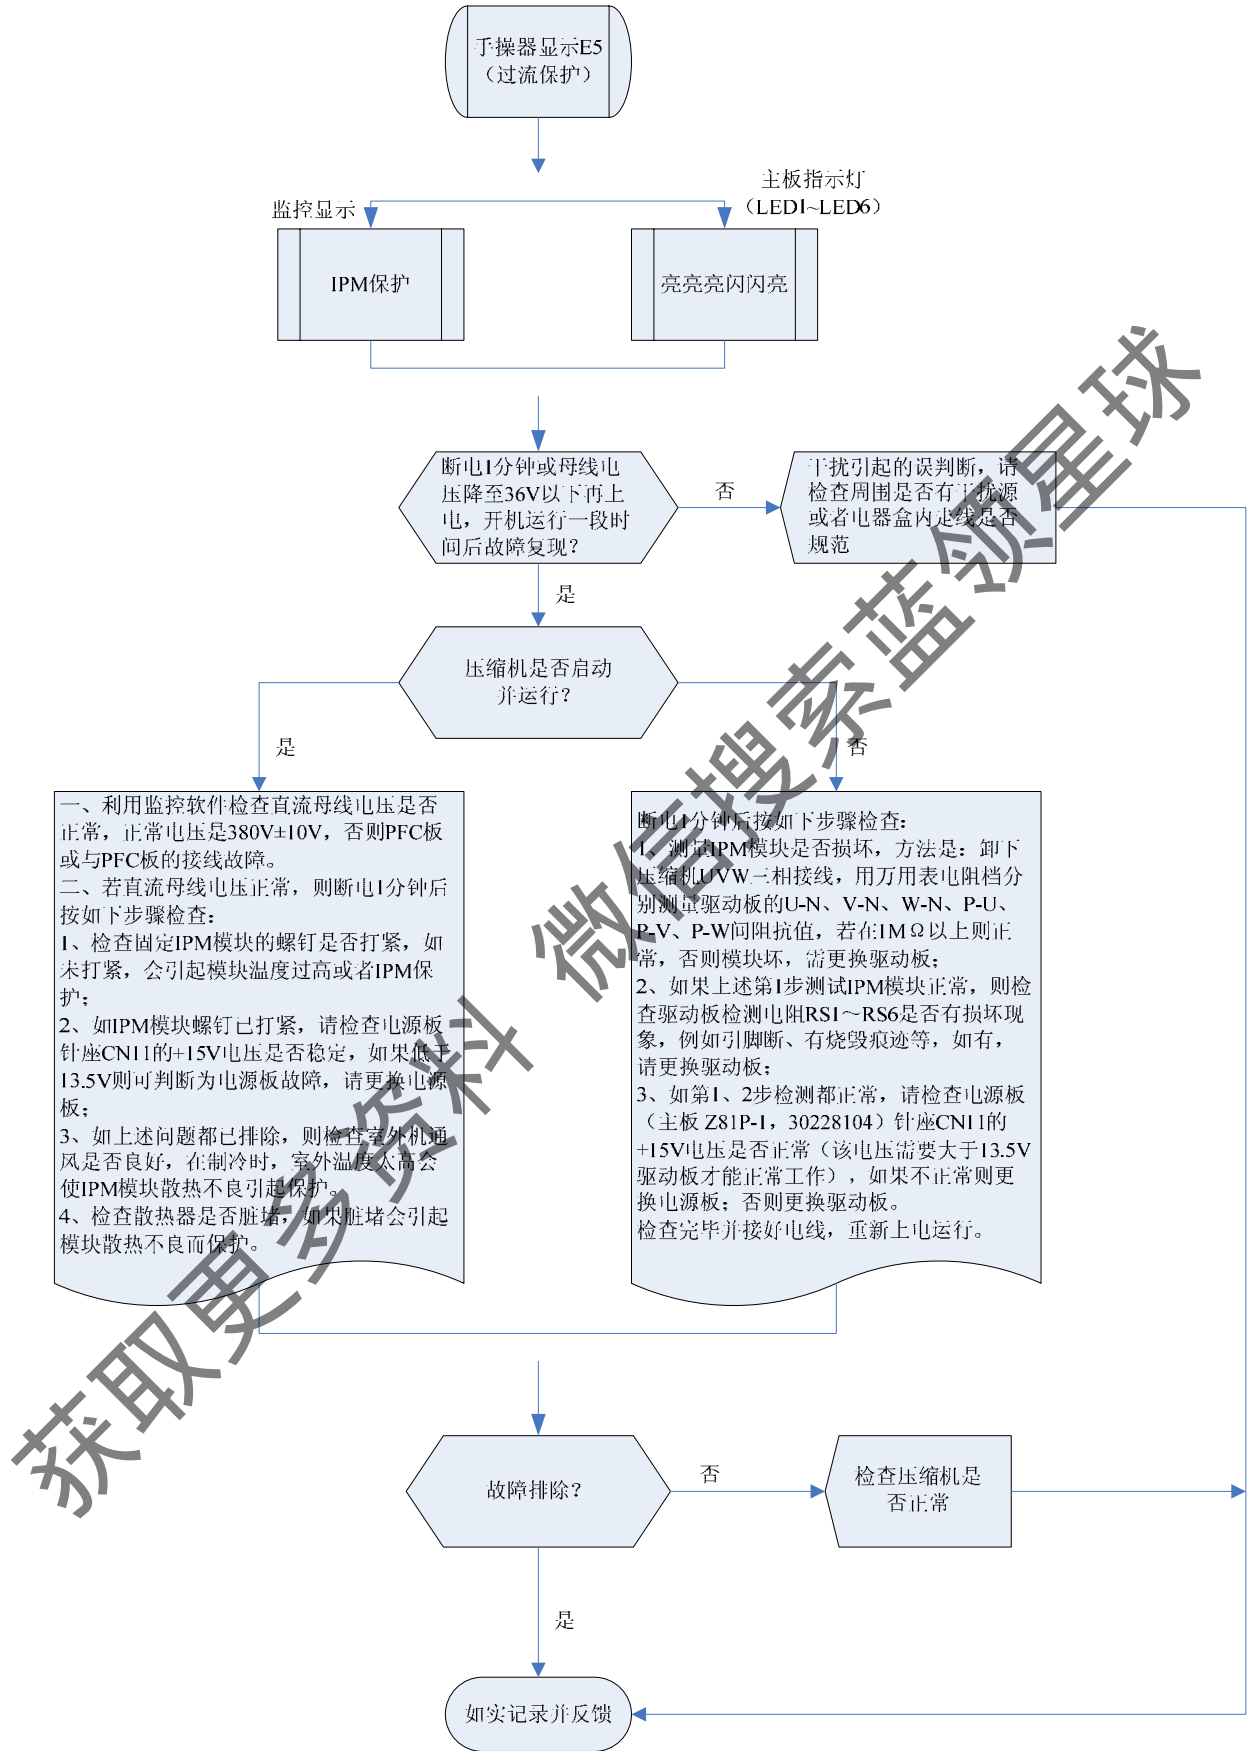 手操器显示E5
（过流保护）
监控显示
主板指示灯
（LED1~LED6）
IPM保护
亮亮亮闪闪亮
断电1分钟或母线电
压降至36V以下再上
电，开机运行一段时
间后故障复现？
否
干扰引起的误判断，请
检查周围是否有干扰源
或者电器盒内走线是否
规范
是
压缩机是否启动
并运行？
是
否
一、利用监控软件检查直流母线电压是否
正常，正常电压是380V±10V，否则PFC板
或与PFC板的接线故障。
二、若直流母线电压正常，则断电1分钟后
按如下步骤检查：
1、检查固定IPM模块的螺钉是否打紧，如
未打紧，会引起模块温度过高或者IPM保
护；
2、如IPM模块螺钉已打紧，请检查电源板
针座CN11的+15V电压是否稳定，如果低于
13.5V则可判断为电源板故障，请更换电源
板；
3、如上述问题都已排除，则检查室外机通
风是否良好，在制冷时，室外温度太高会
使IPM模块散热不良引起保护。
4、检查散热器是否脏堵，如果脏堵会引起
模块散热不良而保护。
断电1分钟后按如下步骤检查：
1、测量IPM模块是否损坏，方法是：卸下
压缩机UVW三相接线，用万用表电阻档分
别测量驱动板的U-N、V-N、W-N、P-U、
P-V、P-W间阻抗值，若在1MΩ以上则正
常，否则模块坏，需更换驱动板；
2、如果上述第1步测试IPM模块正常，则检
查驱动板检测电阻RS1～RS6是否有损坏现
象，例如引脚断、有烧毁痕迹等，如有，
请更换驱动板；
3、如第1、2步检测都正常，请检查电源板
（主板 Z81P-1，30228104）针座CN11的
+15V电压是否正常（该电压需要大于13.5V
驱动板才能正常工作），如果不正常则更
换电源板；否则更换驱动板。
检查完毕并接好电线，重新上电运行。
故障排除？
否
检查压缩机是
否正常
是
如实记录并反馈
获取更多资料 微信搜索蓝领星球